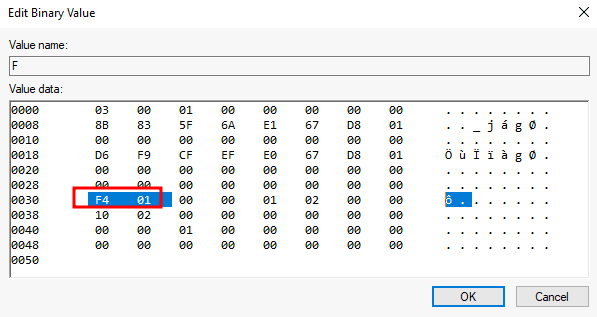 Edit Binary Value
Value name:
F
Value data:
0000 03 00 01 00 00 00 00 00 . . . . . . . .
0008 8B 83 5F 6A E1 67 D8 01 . . _ j á g Ø .
0010 00 00 00 00 00 00 00 00 . . . . . . . .
0018 D6 F9 CF EF E0 67 D8 01 Ö ù Ï ï à g Ø .
0020 00 00 00 00 00 00 00 00 . . . . . . . .
0028 00 00 00 00 00 00 00 00 . . . . . . . .
0030 F4 01 00 00 01 02 00 00 ô . . . . . . .
0038 10 02 00 00 00 00 00 00 . . . . . . . .
0040 00 00 01 00 00 00 00 00 . . . . . . . .
0048 00 00 00 00 00 00 00 00 . . . . . . . .
0050
OK Cancel